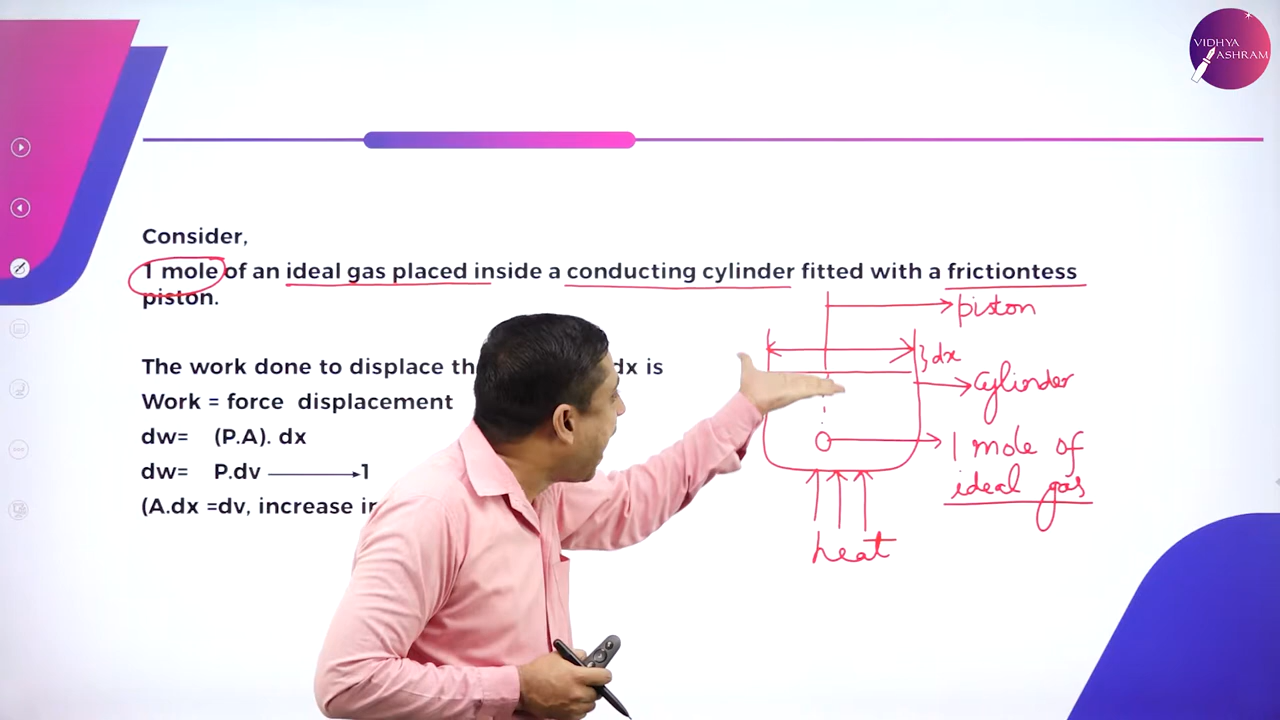 VIDHYA
ASHRAM
Consider,
1 mole of an ideal gas placed inside a conducting cylinder fitted with a frictiontess
piston.
piston
The work done to displace dx is
dx
cylinder
Work = force displacement
dw= (P.A). dx
1 mole of
ideal gas
dw= P.dv 1
(A.dx =dv, increase
heat